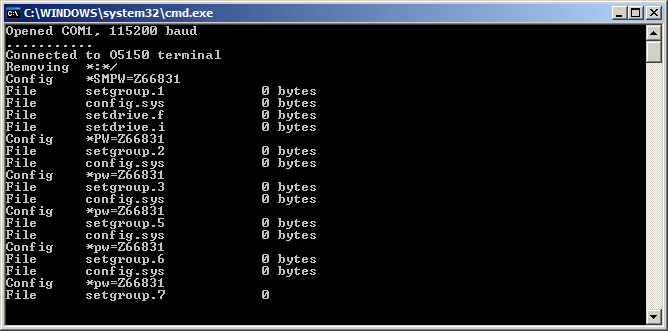 C:\WINDOWS\system32\cmd.exe
Opened COM1, 115200 baud
...........
Connected to O5150 terminal
Removing  *:*/
Config    *SMPW=Z66831
File      setgroup.1            0 bytes
File      config.sys            0 bytes
File      setdrive.f            0 bytes
File      setdrive.i            0 bytes
Config    *PW=Z66831
File      setgroup.2            0 bytes
File      config.sys            0 bytes
Config    *pw=Z66831
File      setgroup.3            0 bytes
File      config.sys            0 bytes
Config    *pw=Z66831
File      setgroup.5            0 bytes
File      config.sys            0 bytes
Config    *pw=Z66831
File      setgroup.6            0 bytes
File      config.sys            0 bytes
Config    *pw=Z66831
File      setgroup.7            0